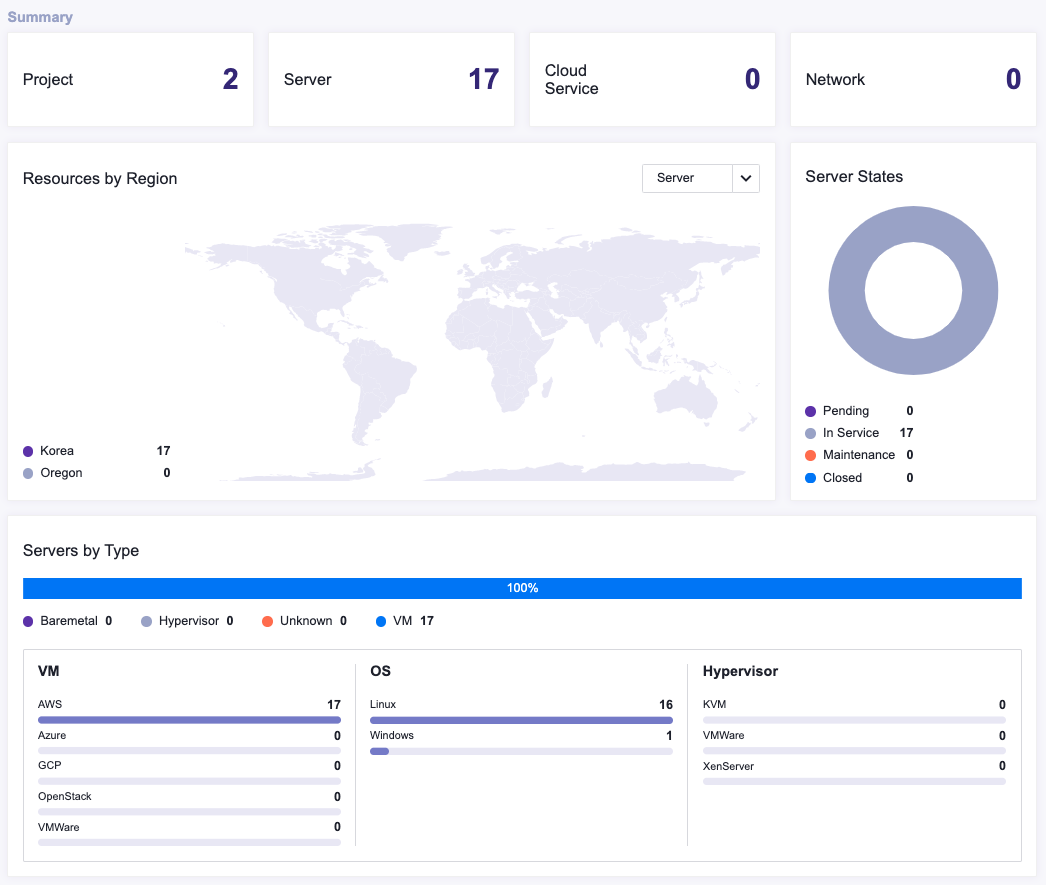 Summary
Project 2
Server 17
Cloud
Service 0
Network 0
Resources by Region
Server
Korea 17
Oregon 0
Server States
Pending 0
In Service 17
Maintenance 0
Closed 0
Servers by Type
100%
Baremetal 0 Hypervisor 0 Unknown 0 VM 17
VM
AWS 17
Azure 0
GCP 0
OpenStack 0
VMWare 0
OS
Linux 16
Windows 1
Hypervisor
KVM 0
VMWare 0
XenServer 0